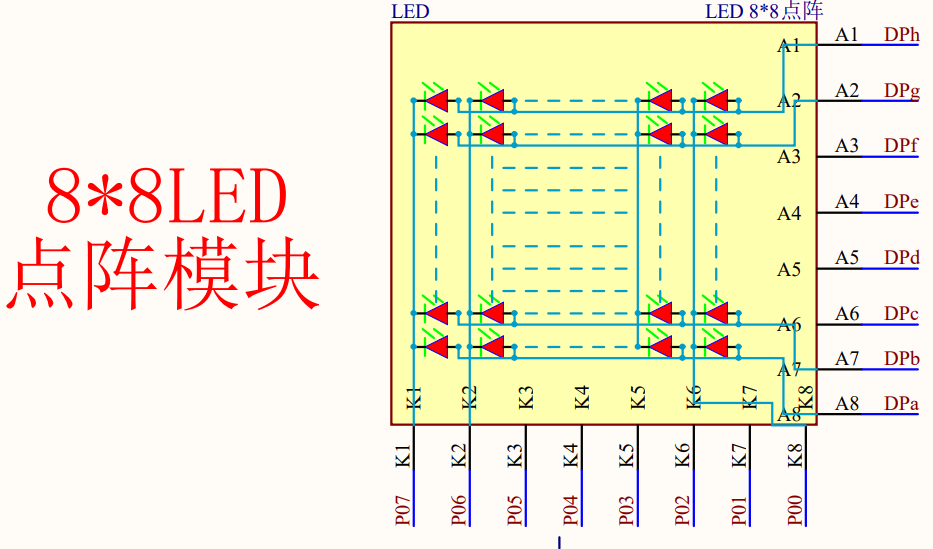 LED
LED 8*8点阵
8*8LED
点阵模块
A1 A1 DPh
A2 A2 DPg
A3 A3 DPf
A4 A4 DPe
A5 A5 DPd
A6 A6 DPc
A7 A7 DPb
A8 A8 DPa
K1 K2 K3 K4 K5 K6 K7 K8
K1 K2 K3 K4 K5 K6 K7 K8
P07 P06 P05 P04 P03 P02 P01 P00